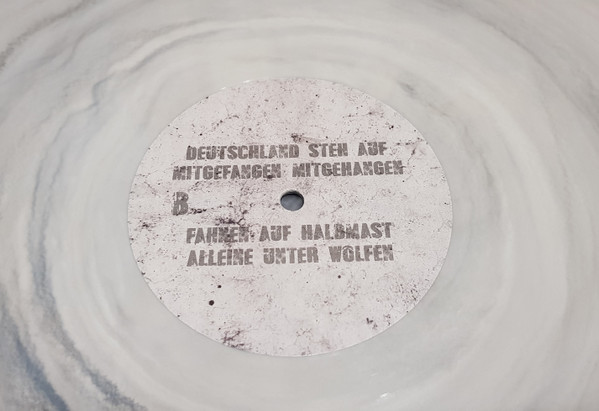 DEUTSCHLAND STEH AUF
MITGEFANGEN MITGEHANGEN
B
FAHNEN AUF HALBMAST
ALLEINE UNTER WÖLFEN